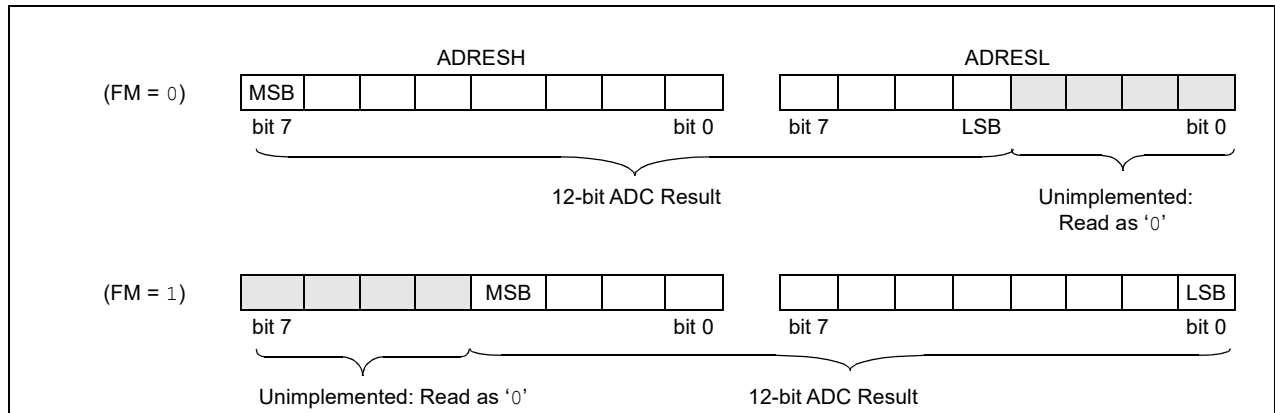 ADRESH ADRESL
(FM = 0) MSB
bit 7 bit 0 bit 7 LSB bit 0
12-bit ADC Result Unimplemented:
Read as ‘0’
(FM = 1) MSB LSB
bit 7 bit 0 bit 7 bit 0
Unimplemented: Read as ‘0’ 12-bit ADC Result